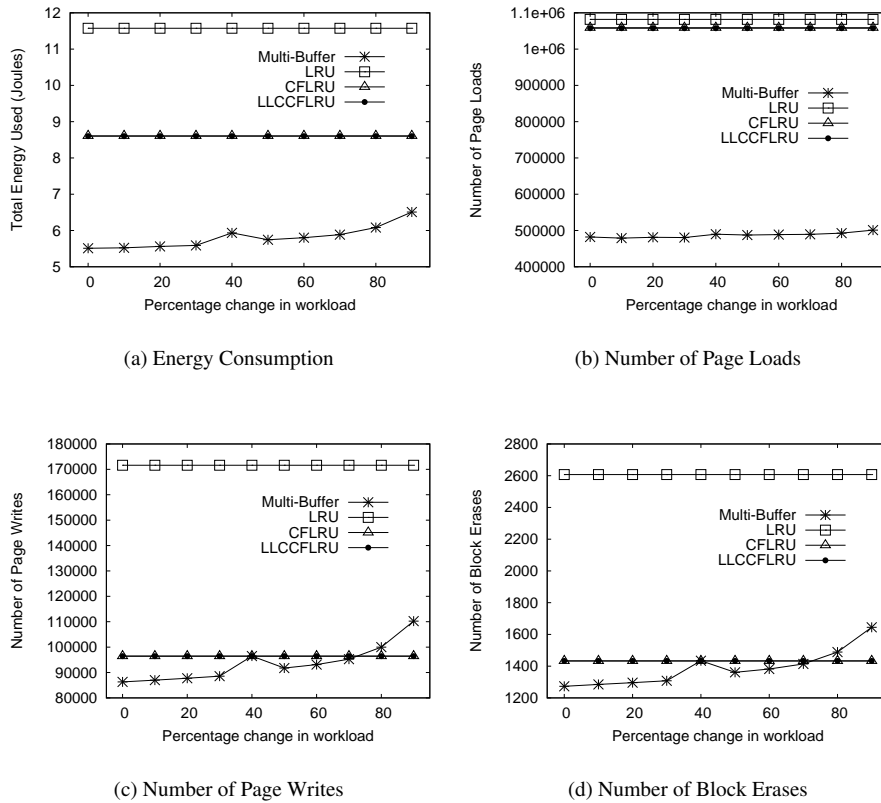 12
11
10
9
8
7
6
5
Total Energy Used (Joules)
Multi-Buffer
LRU
CFLRU
LLCCFLRU
0 20 40 60 80
Percentage change in workload
(a) Energy Consumption
1.1e+06
1e+06
900000
800000
700000
600000
500000
400000
Number of Page Loads
Multi-Buffer
LRU
CFLRU
LLCCFLRU
0 20 40 60 80
Percentage change in workload
(b) Number of Page Loads
180000
170000
160000
150000
140000
130000
120000
110000
100000
90000
80000
Number of Page Writes
Multi-Buffer
LRU
CFLRU
LLCCFLRU
0 20 40 60 80
Percentage change in workload
(c) Number of Page Writes
2800
2600
2400
2200
2000
1800
1600
1400
1200
Number of Block Erases
Multi-Buffer
LRU
CFLRU
LLCCFLRU
0 20 40 60 80
Percentage change in workload
(d) Number of Block Erases